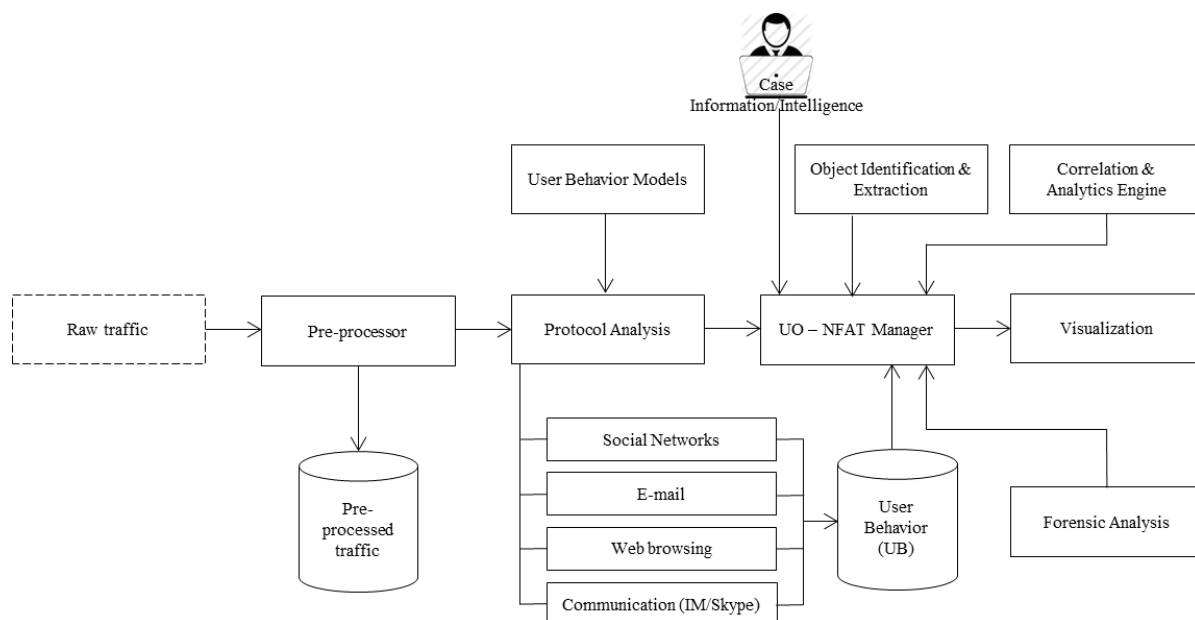 Case
Information/Intelligence
User Behavior Models
Object Identification &
Extraction
Correlation &
Analytics Engine
Raw traffic
Pre-processor
Protocol Analysis
UO – NFAT Manager
Visualization
Social Networks
E-mail
Web browsing
Communication (IM/Skype)
Pre-
processed
traffic
User
Behavior
(UB)
Forensic Analysis